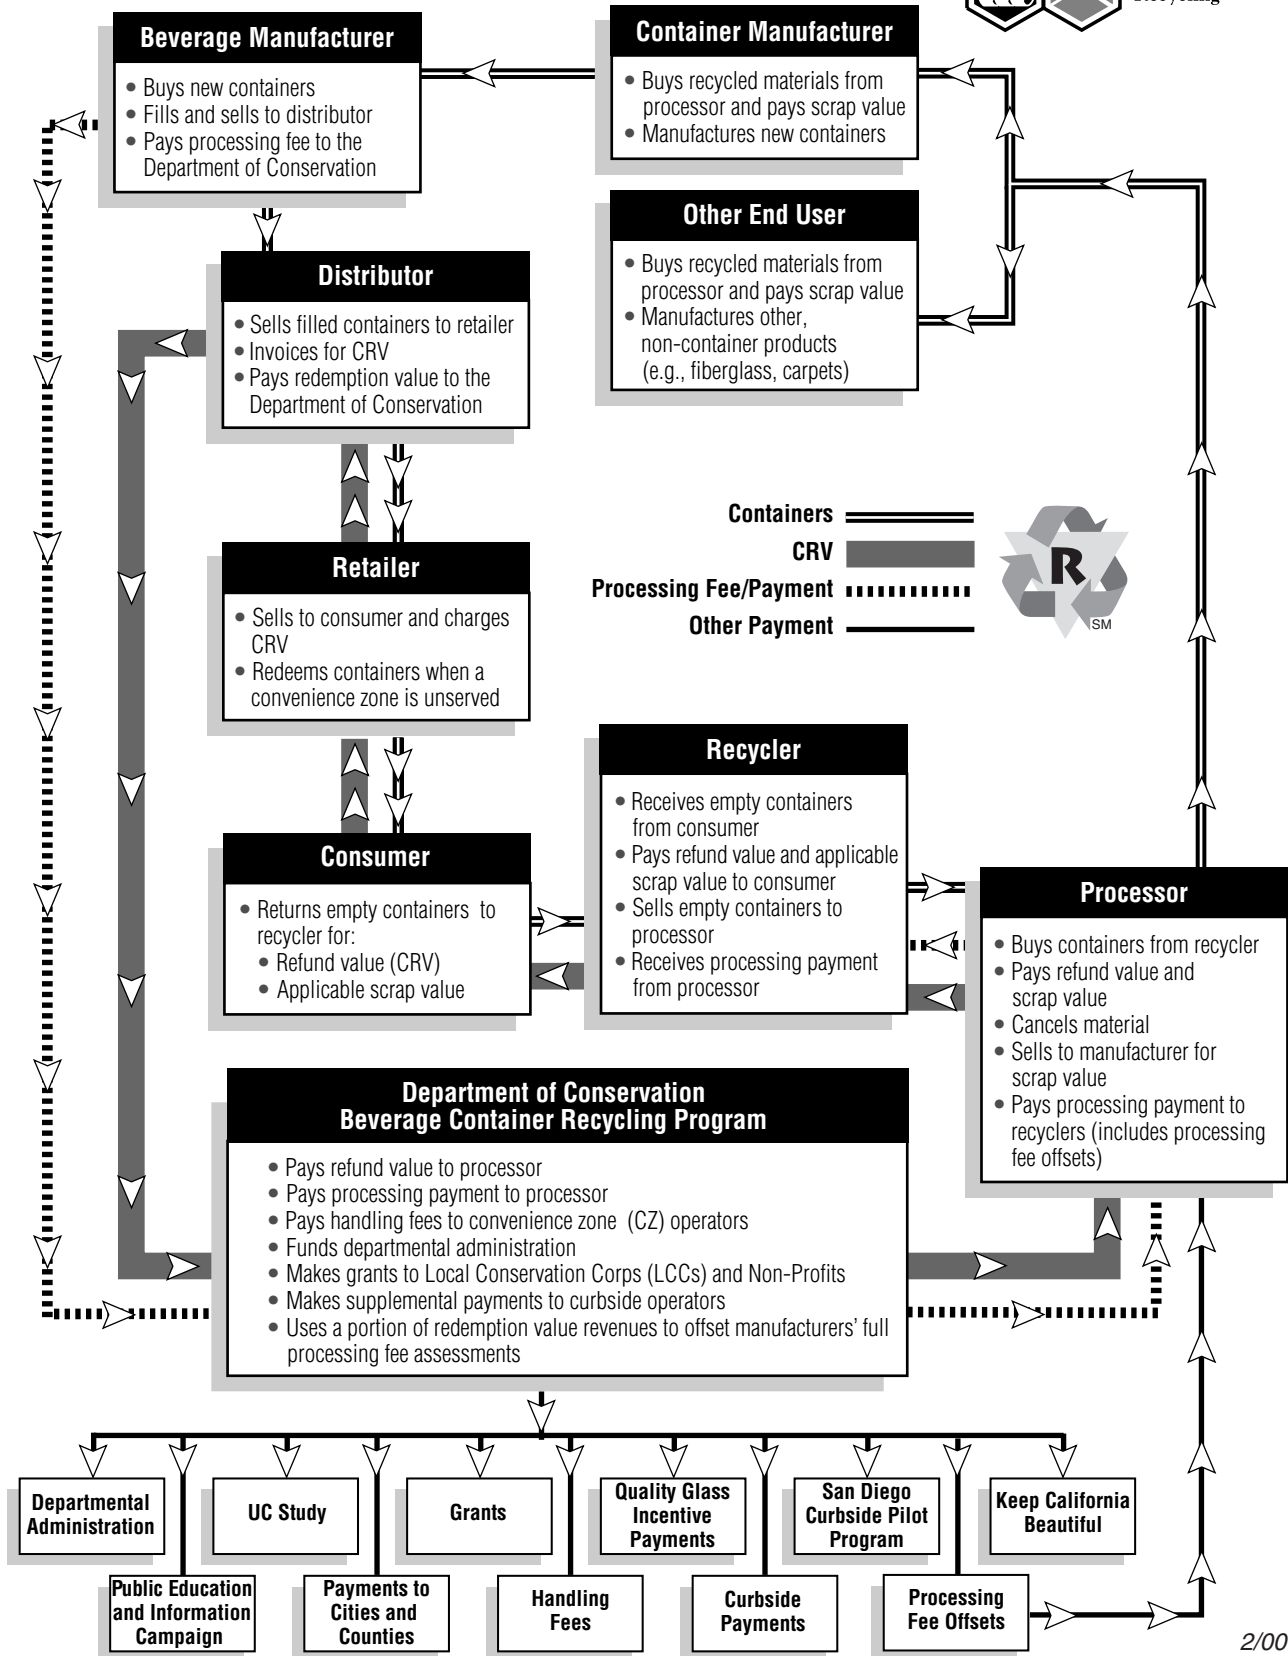 Beverage Manufacturer
• Buys new containers
• Fills and sells to distributor
• Pays processing fee to the
Department of Conservation
Container Manufacturer
• Buys recycled materials from
processor and pays scrap value
• Manufactures new containers
Other End User
• Buys recycled materials from
processor and pays scrap value
• Manufactures other,
non-container products
(e.g., fiberglass, carpets)
Distributor
• Sells filled containers to retailer
• Invoices for CRV
• Pays redemption value to the
Department of Conservation
Containers
CRV
Processing Fee/Payment
Other Payment
R
SM
Retailer
• Sells to consumer and charges
CRV
• Redeems containers when a
convenience zone is unserved
Recycler
• Receives empty containers
from consumer
• Pays refund value and applicable
scrap value to consumer
• Sells empty containers to
processor
• Receives processing payment
from processor
Consumer
• Returns empty containers to
recycler for:
• Refund value (CRV)
• Applicable scrap value
Processor
• Buys containers from recycler
• Pays refund value and
scrap value
• Cancels material
• Sells to manufacturer for
scrap value
• Pays processing payment to
recyclers (includes processing
fee offsets)
Department of Conservation
Beverage Container Recycling Program
• Pays refund value to processor
• Pays processing payment to processor
• Pays handling fees to convenience zone (CZ) operators
• Funds departmental administration
• Makes grants to Local Conservation Corps (LCCs) and Non-Profits
• Makes supplemental payments to curbside operators
• Uses a portion of redemption value revenues to offset manufacturers’ full
processing fee assessments
Departmental
Administration
UC Study
Grants
Quality Glass
Incentive
Payments
San Diego
Curbside Pilot
Program
Keep California
Beautiful
Public Education
and Information
Campaign
Payments to
Cities and
Counties
Handling
Fees
Curbside
Payments
Processing
Fee Offsets
2/00